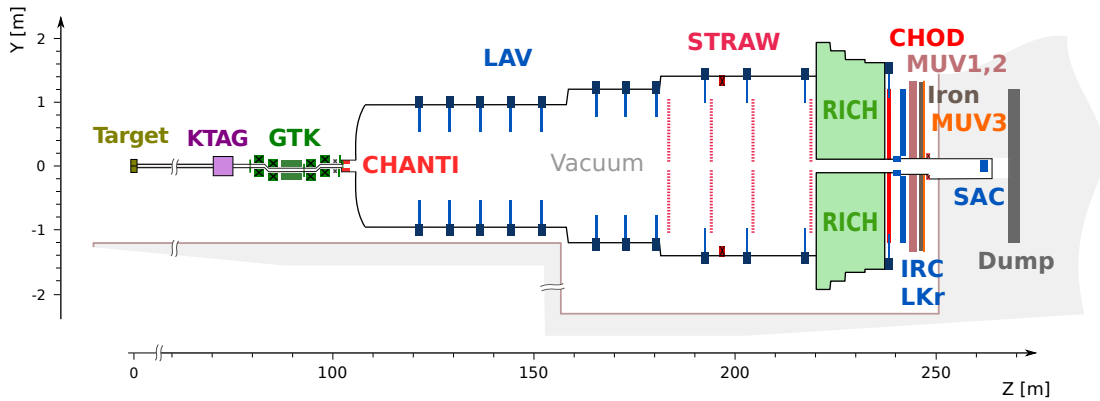 Y [m]
2
1
0
-1
-2
Target
KTAG
GTK
CHANTI
LAV
Vacuum
STRAW
RICH
RICH
CHOD
MUV1,2
Iron
MUV3
SAC
IRC
LKr
Dump
0
100
150
200
250
Z [m]